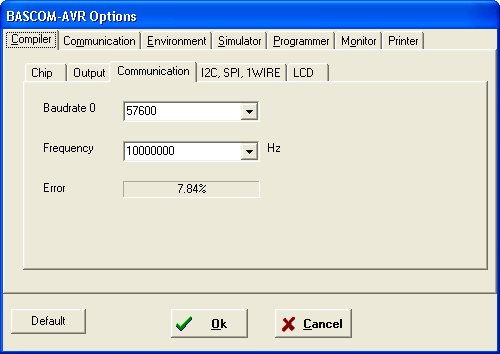 BASCOM-AVR Options
Compiler Communication Environment Simulator Programmer Monitor Printer
Chip Output Communication I2C, SPI, 1WIRE LCD
Baudrate 0 57600
Frequency 10000000 Hz
Error 7.84%
Default Ok Cancel